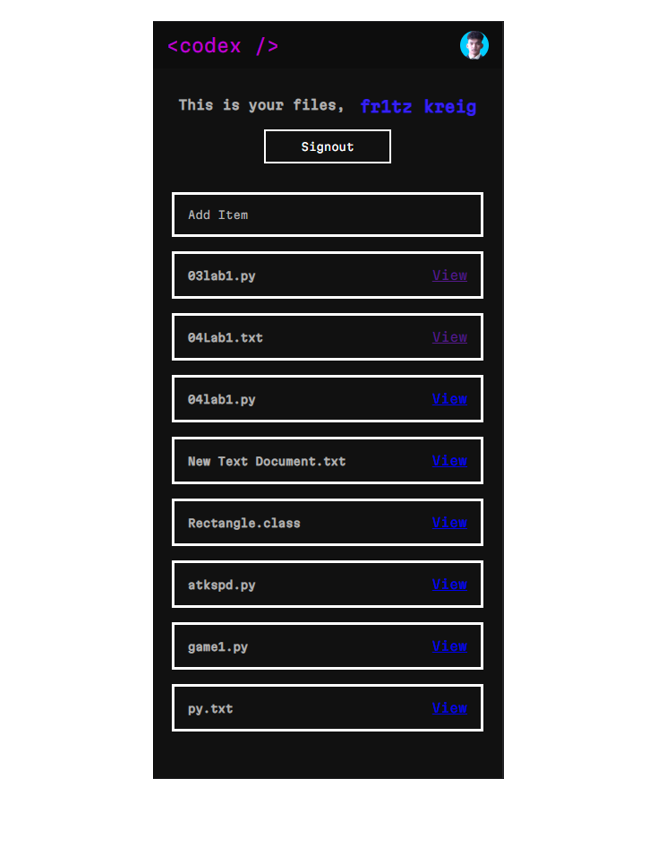 <codex />
This is your files, fr1tz kreig
Signout
Add Item
03lab1.py View
04Lab1.txt View
04lab1.py View
New Text Document.txt View
Rectangle.class View
atkspd.py View
game1.py View
py.txt View